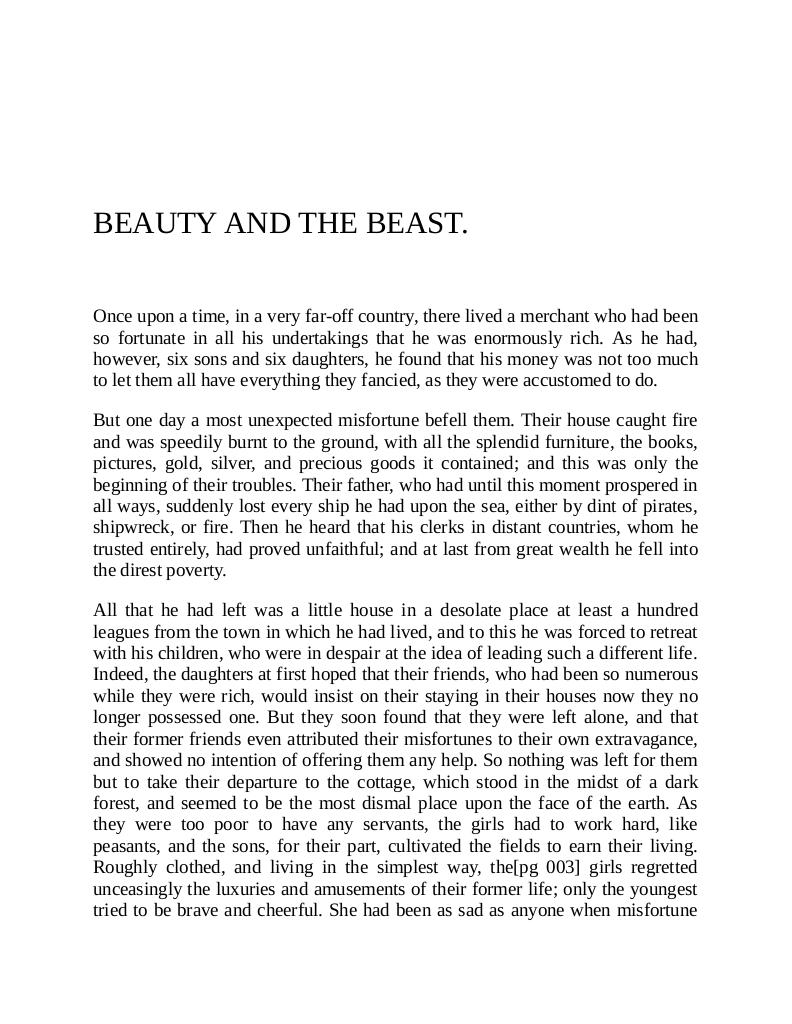 BEAUTY AND THE BEAST.
Once upon a time, in a very far-off country, there lived a merchant who had been
so fortunate in all his undertakings that he was enormously rich. As he had,
however, six sons and six daughters, he found that his money was not too much
to let them all have everything they fancied, as they were accustomed to do.
But one day a most unexpected misfortune befell them. Their house caught fire
and was speedily burnt to the ground, with all the splendid furniture, the books,
pictures, gold, silver, and precious goods it contained; and this was only the
beginning of their troubles. Their father, who had until this moment prospered in
all ways, suddenly lost every ship he had upon the sea, either by dint of pirates,
shipwreck, or fire. Then he heard that his clerks in distant countries, whom he
trusted entirely, had proved unfaithful; and at last from great wealth he fell into
the direst poverty.
All that he had left was a little house in a desolate place at least a hundred
leagues from the town in which he had lived, and to this he was forced to retreat
with his children, who were in despair at the idea of leading such a different life.
Indeed, the daughters at first hoped that their friends, who had been so numerous
while they were rich, would insist on their staying in their houses now they no
longer possessed one. But they soon found that they were left alone, and that
their former friends even attributed their misfortunes to their own extravagance,
and showed no intention of offering them any help. So nothing was left for them
but to take their departure to the cottage, which stood in the midst of a dark
forest, and seemed to be the most dismal place upon the face of the earth. As
they were too poor to have any servants, the girls had to work hard, like
peasants, and the sons, for their part, cultivated the fields to earn their living.
Roughly clothed, and living in the simplest way, the[pg 003] girls regretted
unceasingly the luxuries and amusements of their former life; only the youngest
tried to be brave and cheerful. She had been as sad as anyone when misfortune